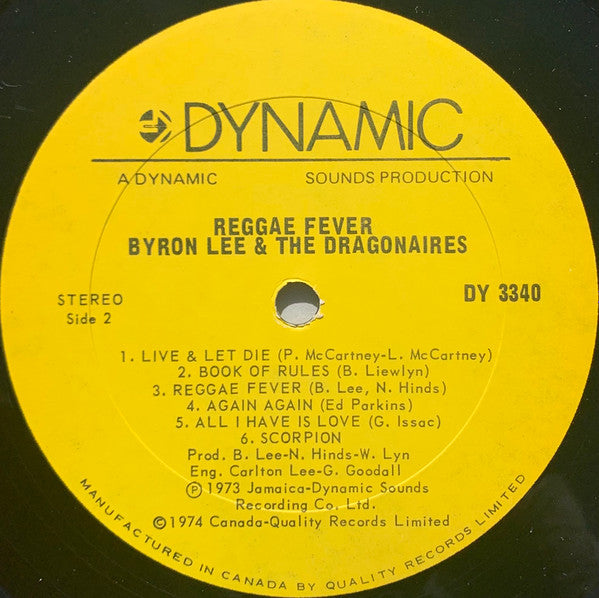 DYNAMIC
A DYNAMIC SOUNDS PRODUCTION
REGGAE FEVER
BYRON LEE & THE DRAGONAIRES
STEREO
Side 2
DY 3340
1. LIVE & LET DIE (P. McCartney-L. McCartney)
2. BOOK OF RULES (B. Liewlyn)
3. REGGAE FEVER (B. Lee, N. Hinds)
4. AGAIN AGAIN (Ed Parkins)
5. ALL I HAVE IS LOVE (G. Issac)
6. SCORPION
Prod. B. Lee-N. Hinds-W. Lyn
Eng. Carlton Lee-G. Goodall
Ⓟ 1973 Jamaica-Dynamic Sounds
Recording Co. Ltd.
©1974 Canada-Quality Records Limited
MANUFACTURED IN CANADA BY QUALITY RECORDS LIMITED